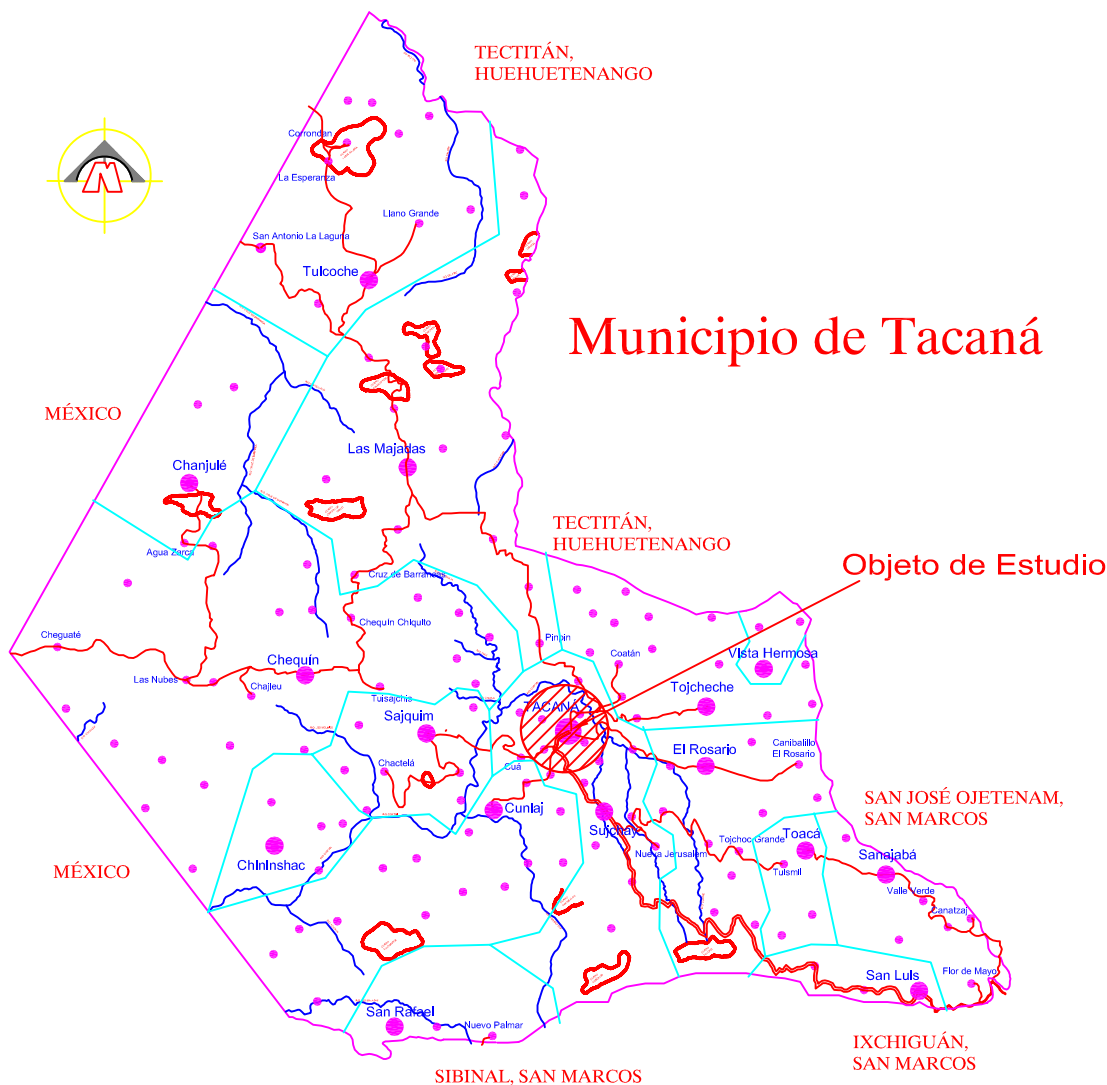 TECTITÁN,
HUEHUETENANGO
Corrondan
La Esperanza
Llano Grande
San Antonio La Laguna
Tulcoche
Municipio de Tacaná
MÉXICO
Las Majadas
Chanjulé
TECTITÁN,
HUEHUETENANGO
Agua Zarca
Objeto de Estudio
Cruz de Barrancas
Chequín Chiquito
Cheguaté
Pinpin
Coatán
Vista Hermosa
Chequín
Las Nubes
Chajleu
Tuisajchis
Tojcheche
TACANÁ
Sajquim
El Rosario
Canibalillo
El Rosario
Cuá
Chactelá
SAN JOSÉ OJETENAM,
SAN MARCOS
Cunlaj
Sujchay
Tojchoc Grande
Toacá
Chininshac
Nueva Jerusalem
Tuismil
Sanajabá
MÉXICO
Valle Verde
Canatzaj
San Luis
Flor de Mayo
San Rafael
Nuevo Palmar
IXCHIGUÁN,
SAN MARCOS
SIBINAL, SAN MARCOS